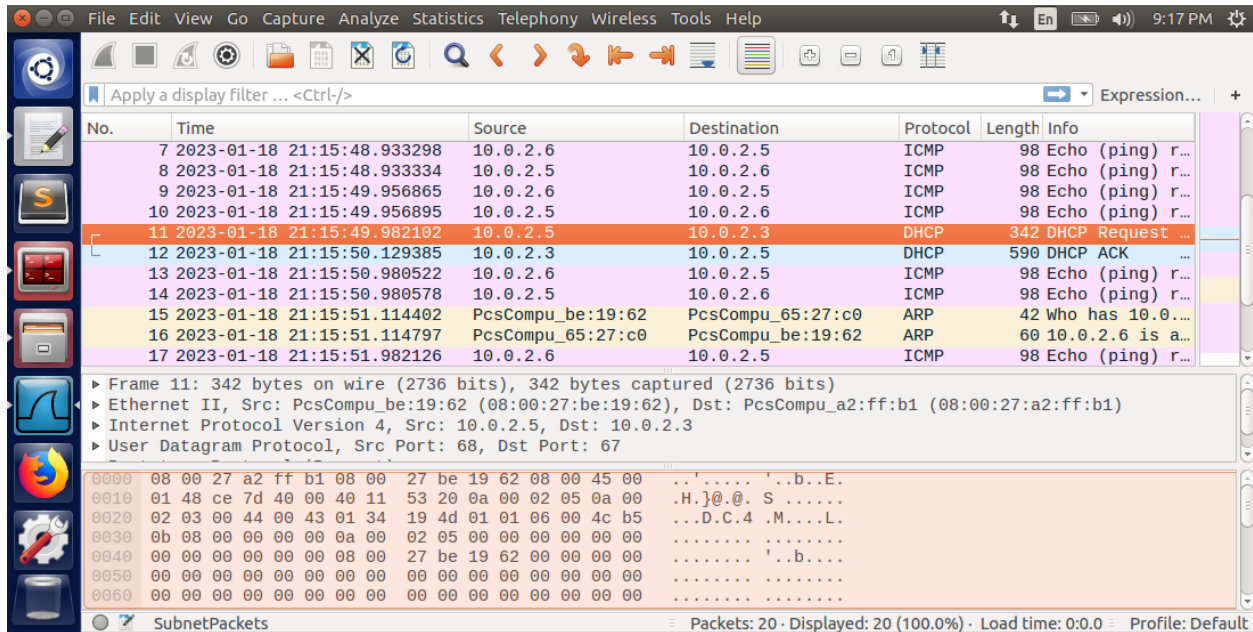 File Edit View Go Capture Analyze Statistics Telephony Wireless Tools Help En 9:17 PM
Apply a display filter … <Ctrl-/> Expression… +
No. Time Source Destination Protocol Length Info
7 2023-01-18 21:15:48.933298 10.0.2.6 10.0.2.5 ICMP 98 Echo (ping) r…
8 2023-01-18 21:15:48.933334 10.0.2.5 10.0.2.6 ICMP 98 Echo (ping) r…
9 2023-01-18 21:15:49.956865 10.0.2.6 10.0.2.5 ICMP 98 Echo (ping) r…
10 2023-01-18 21:15:49.956895 10.0.2.5 10.0.2.6 ICMP 98 Echo (ping) r…
11 2023-01-18 21:15:49.982102 10.0.2.5 10.0.2.3 DHCP 342 DHCP Request …
12 2023-01-18 21:15:50.129385 10.0.2.3 10.0.2.5 DHCP 590 DHCP ACK …
13 2023-01-18 21:15:50.980522 10.0.2.6 10.0.2.5 ICMP 98 Echo (ping) r…
14 2023-01-18 21:15:50.980578 10.0.2.5 10.0.2.6 ICMP 98 Echo (ping) r…
15 2023-01-18 21:15:51.114402 PcsCompu_be:19:62 PcsCompu_65:27:c0 ARP 42 Who has 10.0.…
16 2023-01-18 21:15:51.114797 PcsCompu_65:27:c0 PcsCompu_be:19:62 ARP 60 10.0.2.6 is a…
17 2023-01-18 21:15:51.982126 10.0.2.6 10.0.2.5 ICMP 98 Echo (ping) r…
Frame 11: 342 bytes on wire (2736 bits), 342 bytes captured (2736 bits)
Ethernet II, Src: PcsCompu_be:19:62 (08:00:27:be:19:62), Dst: PcsCompu_a2:ff:b1 (08:00:27:a2:ff:b1)
Internet Protocol Version 4, Src: 10.0.2.5, Dst: 10.0.2.3
User Datagram Protocol, Src Port: 68, Dst Port: 67
0000 08 00 27 a2 ff b1 08 00 27 be 19 62 08 00 45 00 ..'..... '..b..E.
0010 01 48 ce 7d 40 00 40 11 53 20 0a 00 02 05 0a 00 .H.}@.@. S ......
0020 02 03 00 44 00 43 01 34 19 4d 01 01 06 00 4c b5 ...D.C.4 .M....L.
0030 0b 08 00 00 00 00 0a 00 02 05 00 00 00 00 00 00 ........ ........
0040 00 00 00 00 00 00 08 00 27 be 19 62 00 00 00 00 ........ '..b....
0050 00 00 00 00 00 00 00 00 00 00 00 00 00 00 00 00 ........ ........
0060 00 00 00 00 00 00 00 00 00 00 00 00 00 00 00 00 ........ ........
SubnetPackets Packets: 20 · Displayed: 20 (100.0%) · Load time: 0:0.0 Profile: Default